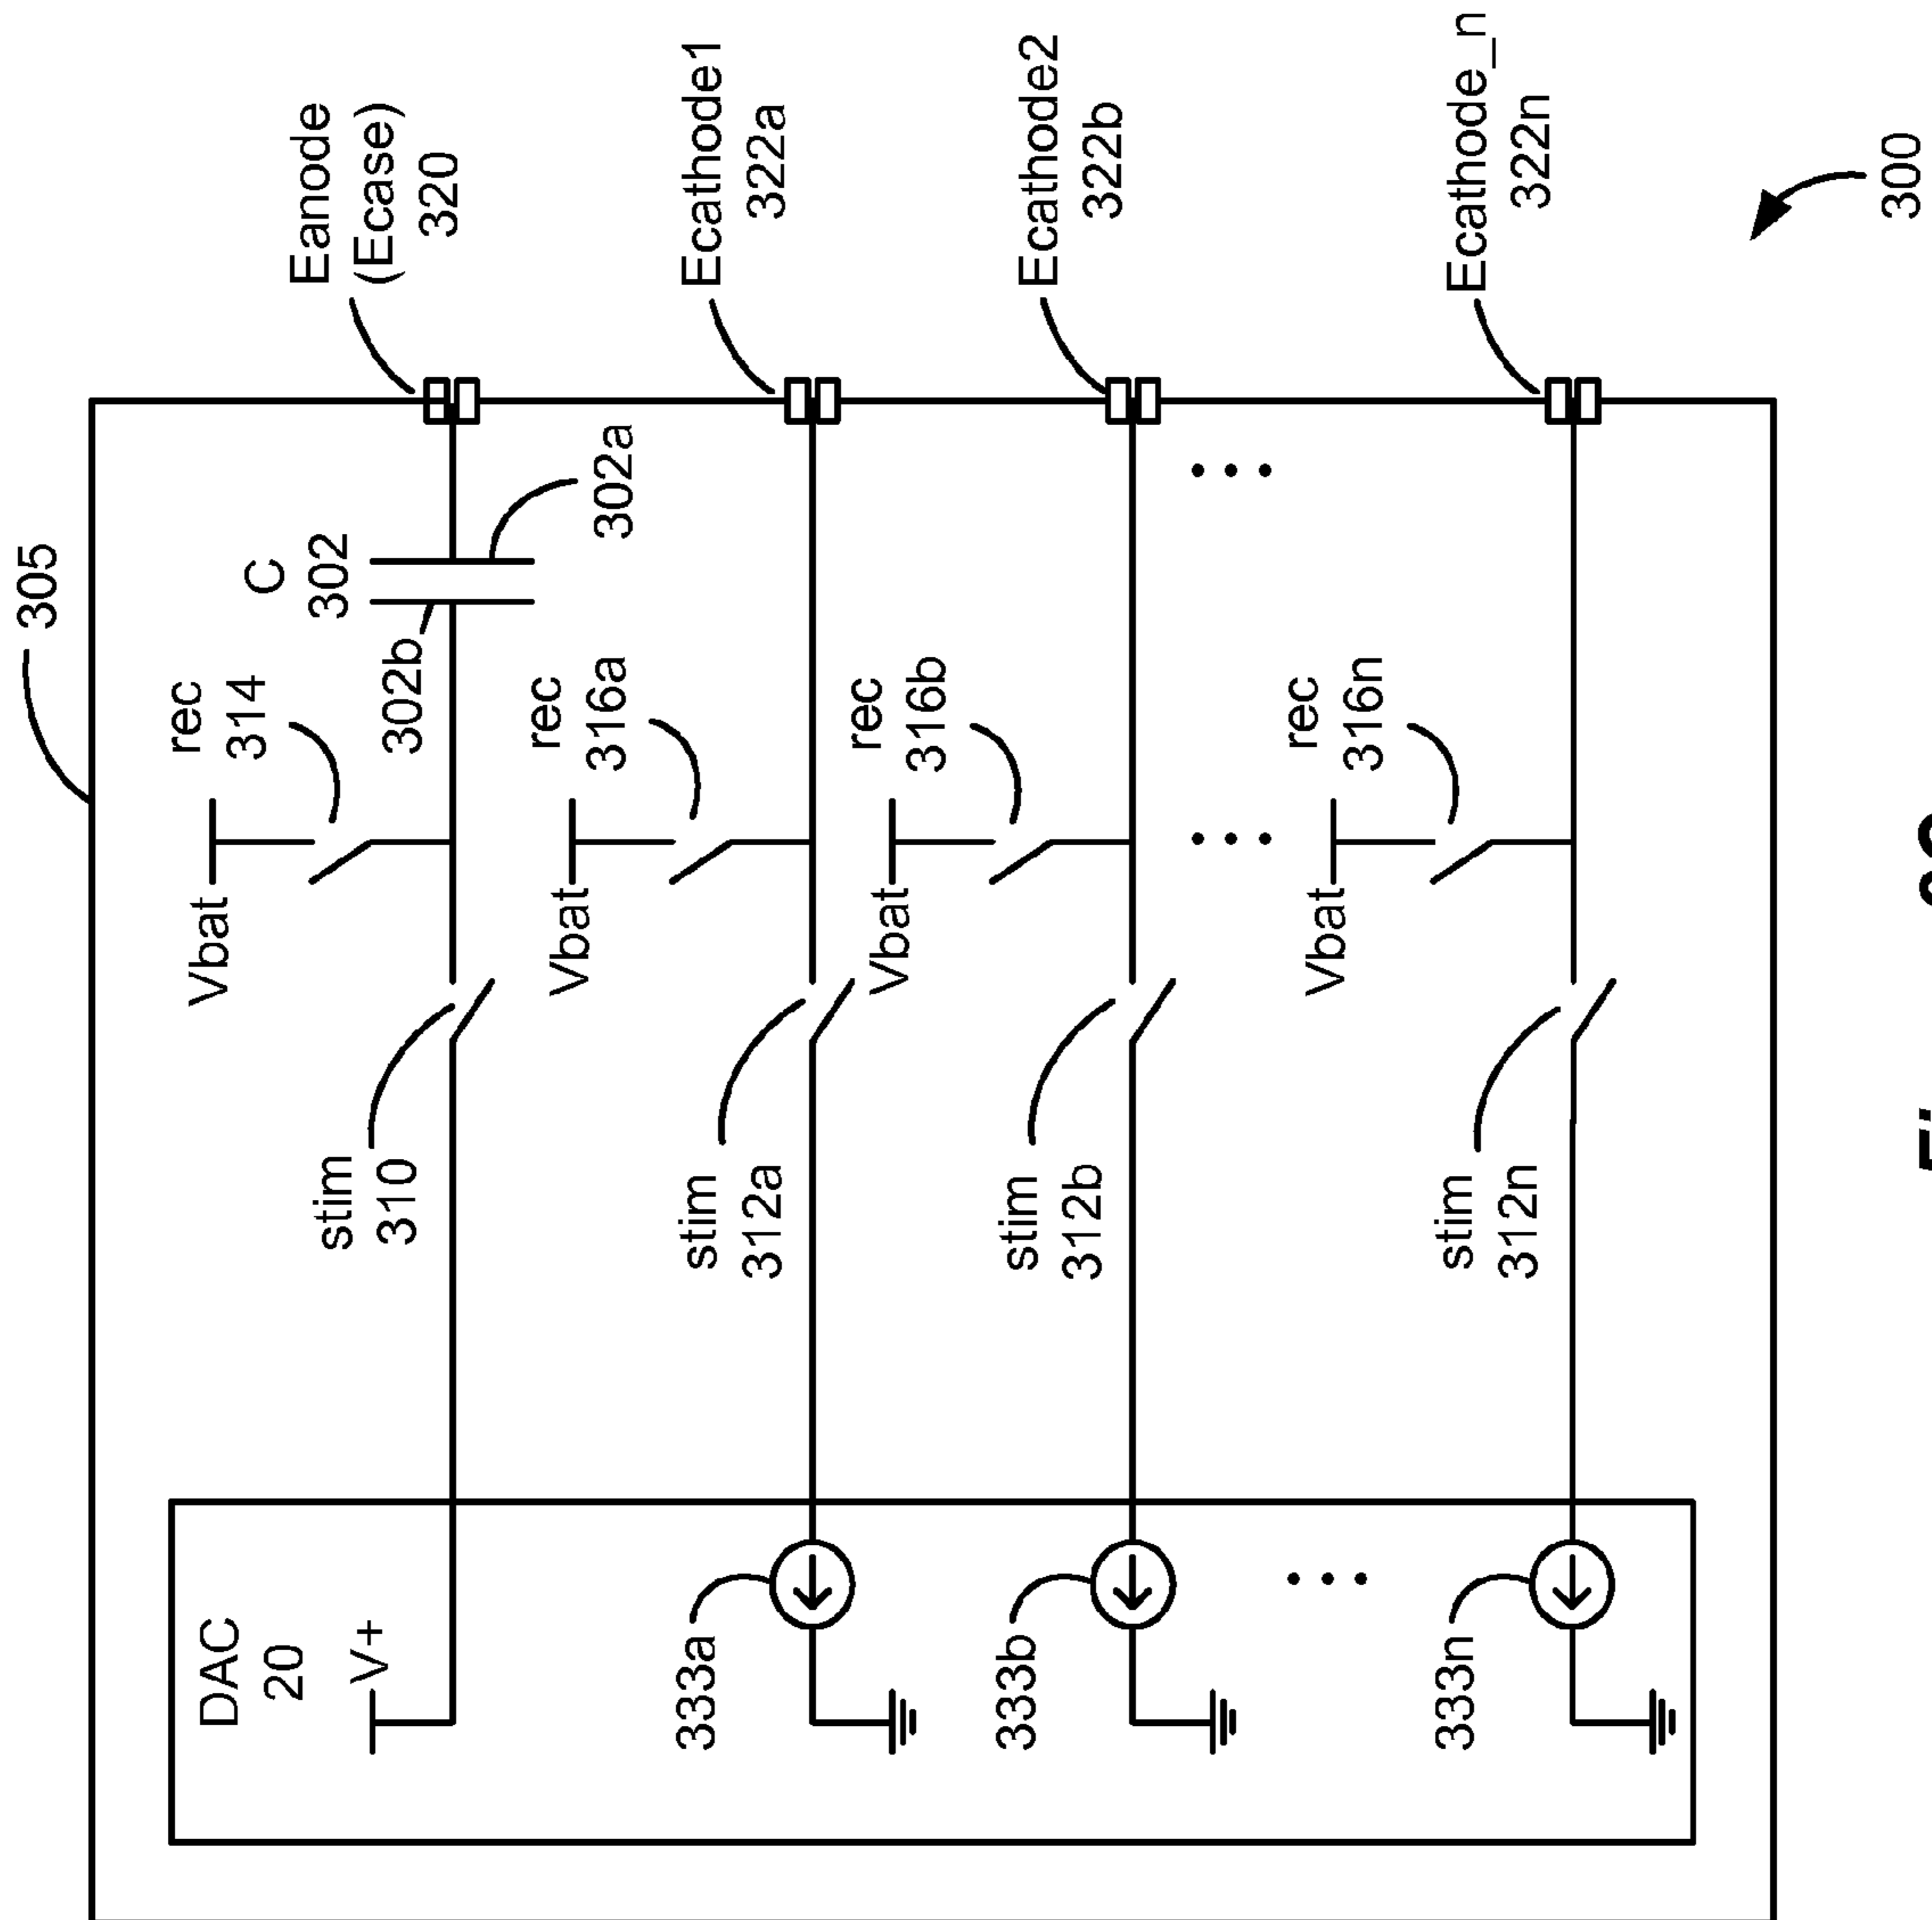 305
DAC
20
V+
stim
310
Vbat
rec
314
302b
C
302
302a
Eanode
(Ecase)
320
333a
stim
312a
Vbat
rec
316a
Ecathode1
322a
333b
stim
312b
Vbat
rec
316b
Ecathode2
322b
333n
stim
312n
Vbat
rec
316n
Ecathode_n
322n
300